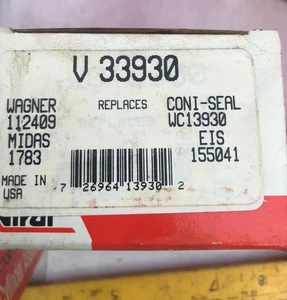 V 33930
WAGNER REPLACES CONI-SEAL
112409 WC13930
MIDAS EIS
1783 155041
MADE IN
USA
7 26964 13930 2